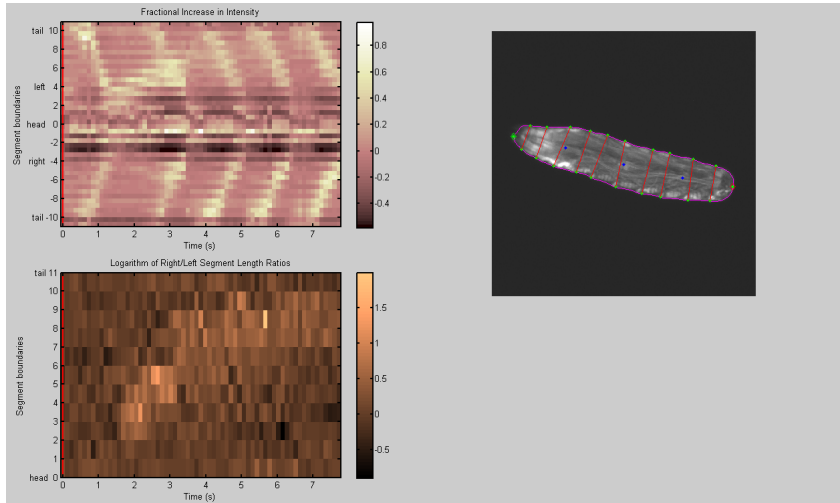 Fractional Increase in Intensity
tail 10
8
6
left 4
2
head 0
-2
right -4
-6
-8
tail -10
Segment boundaries
0 1 2 3 4 5 6 7
Time (s)
0.8
0.6
0.4
0.2
0
-0.2
-0.4
Logarithm of Right/Left Segment Length Ratios
tail 11
10
9
8
7
6
5
4
3
2
1
head 0
Segment boundaries
0 1 2 3 4 5 6 7
Time (s)
1.5
1
0.5
0
-0.5